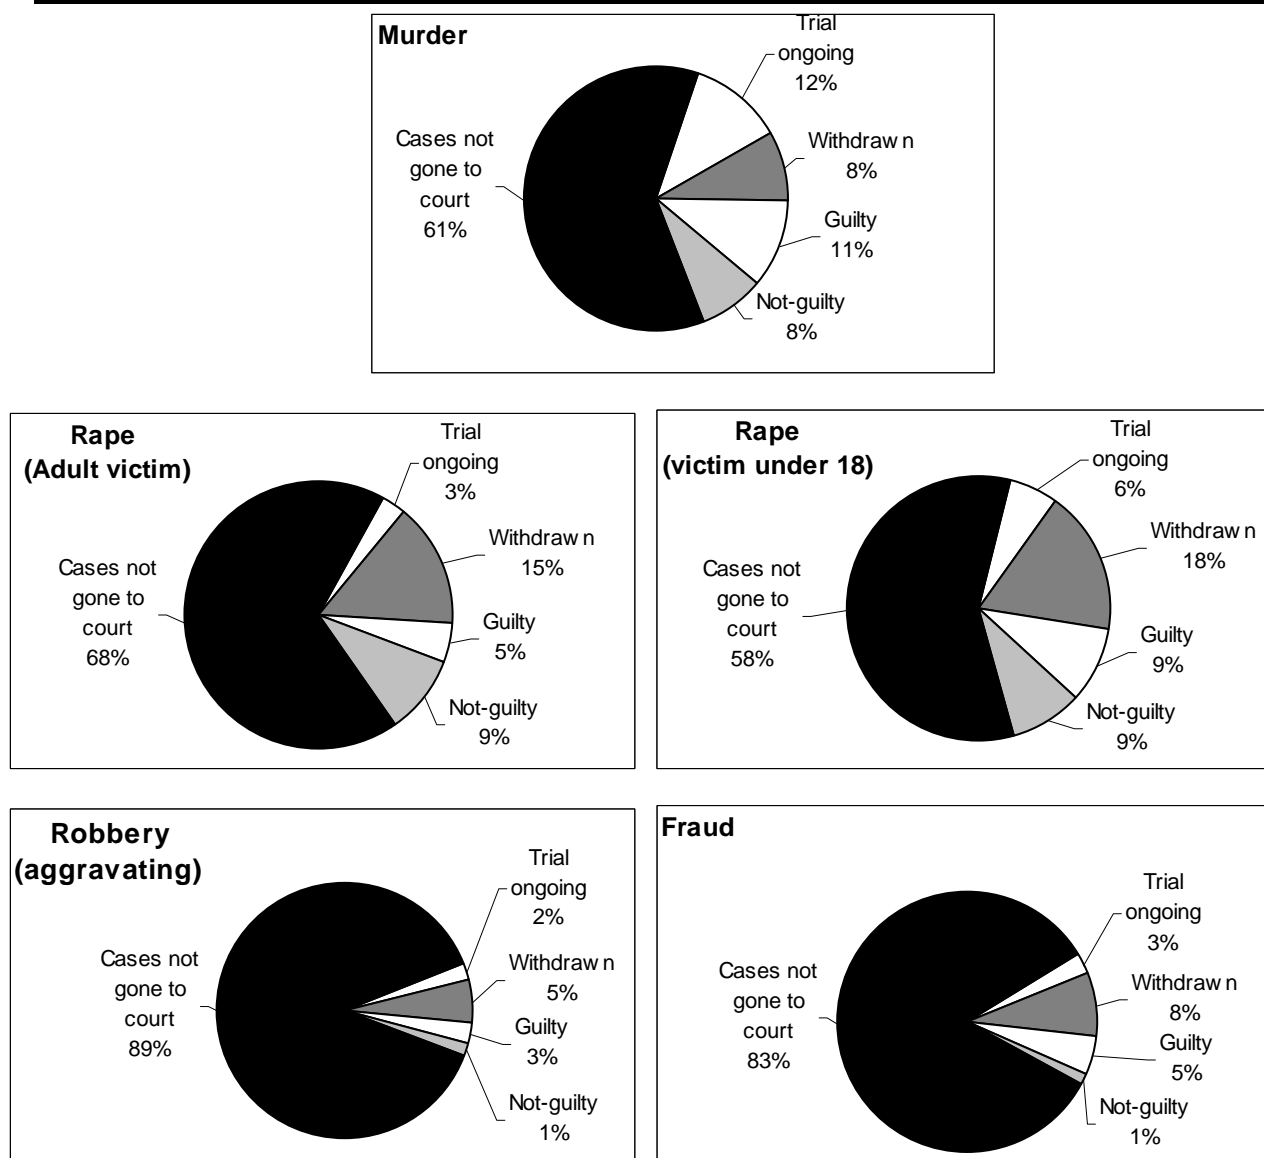 Murder
Trial
ongoing
12%
Withdraw n
8%
Guilty
11%
Not-guilty
8%
Cases not
gone to
court
61%
Rape
(Adult victim)
Trial
ongoing
3%
Withdraw n
15%
Guilty
5%
Not-guilty
9%
Cases not
gone to
court
68%
Rape
(victim under 18)
Trial
ongoing
6%
Withdraw n
18%
Guilty
9%
Not-guilty
9%
Cases not
gone to
court
58%
Robbery
(aggravating)
Trial
ongoing
2%
Withdraw n
5%
Guilty
3%
Not-guilty
1%
Cases not
gone to
court
89%
Fraud
Trial
ongoing
3%
Withdraw n
8%
Guilty
5%
Not-guilty
1%
Cases not
gone to
court
83%